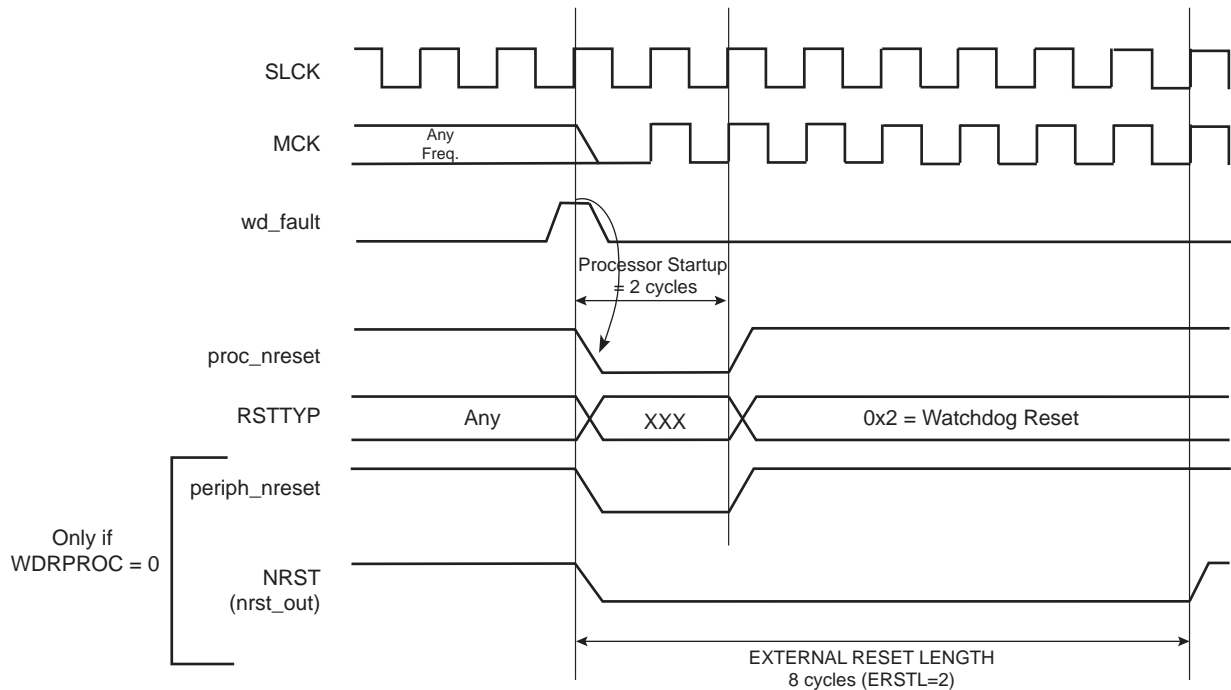 SLCK
MCK
Any
Freq.
wd_fault
Processor Startup
= 2 cycles
proc_nreset
RSTTYP
Any
XXX
0x2 = Watchdog Reset
periph_nreset
Only if
WDRPROC = 0
NRST
(nrst_out)
EXTERNAL RESET LENGTH
8 cycles (ERSTL=2)